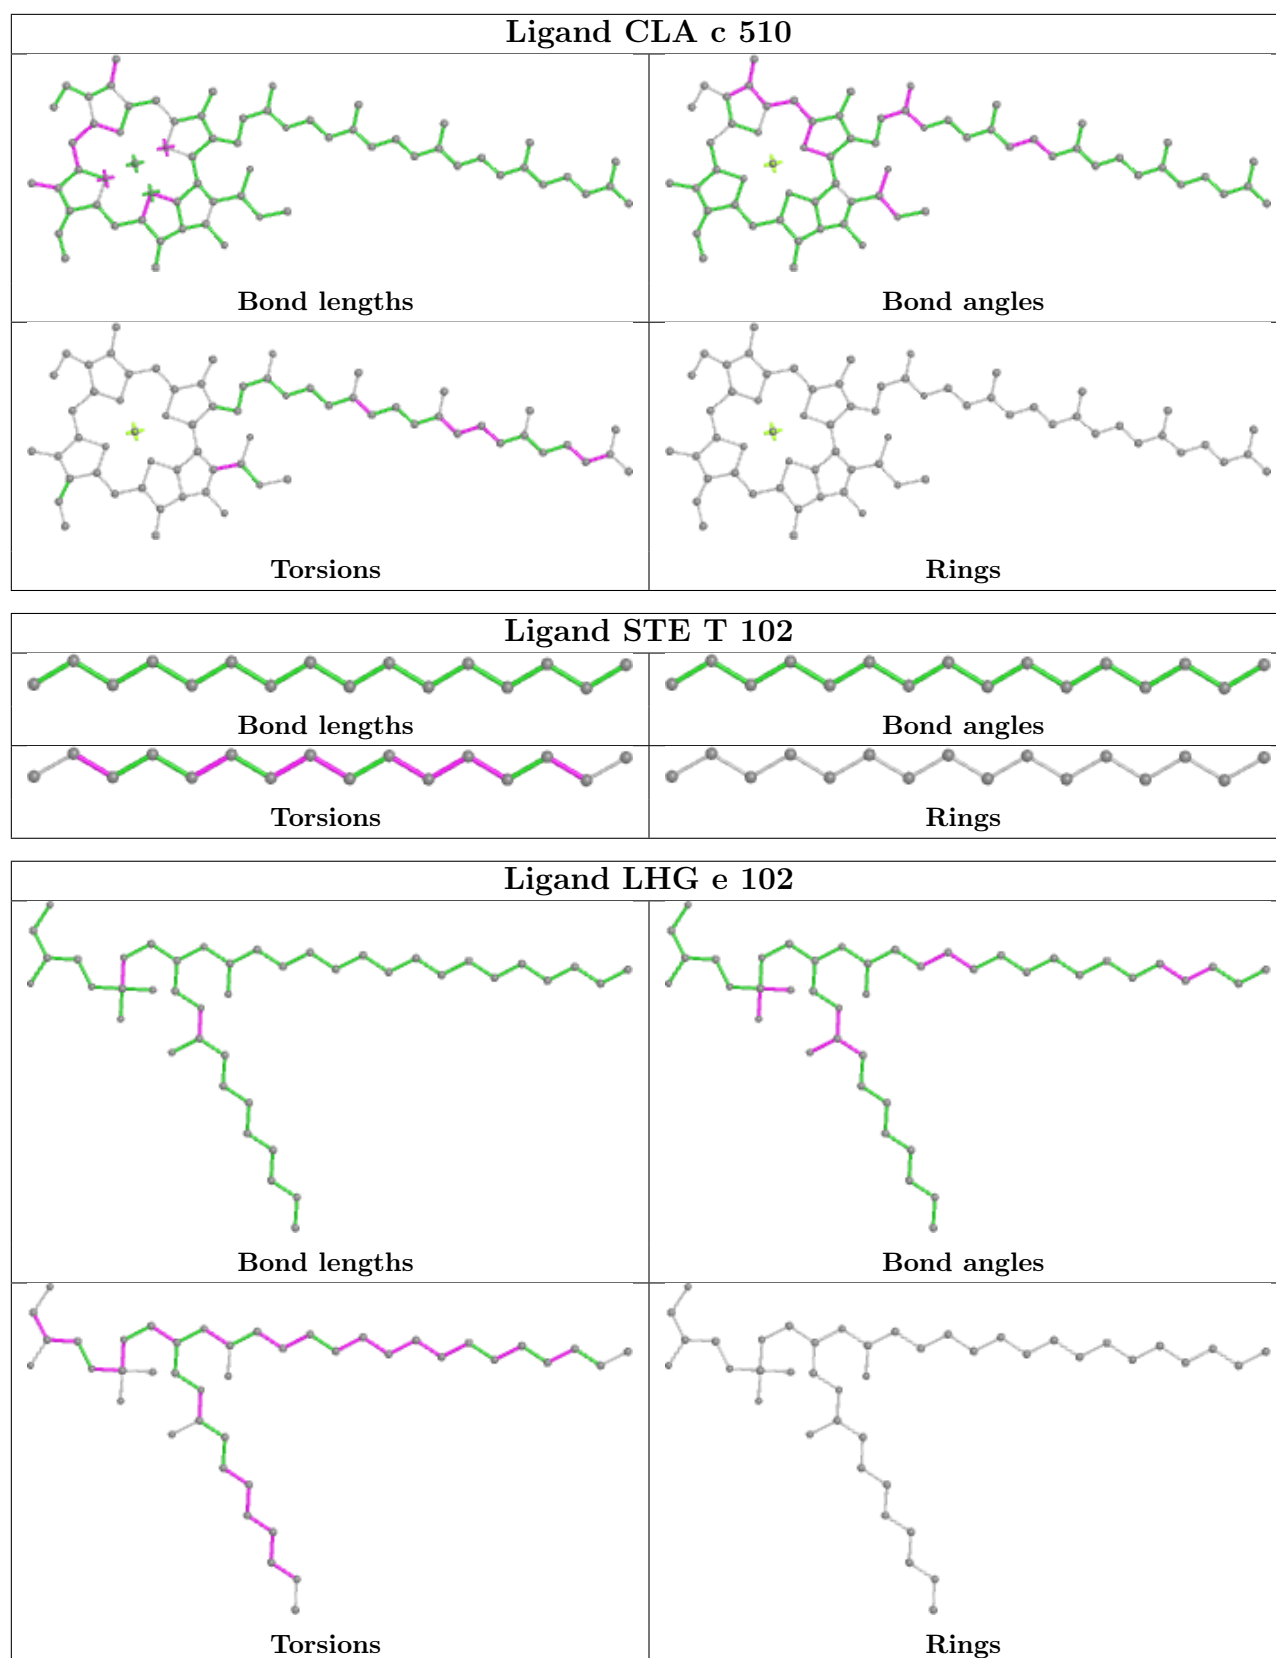 Ligand CLA c 510
Bond lengths
Bond angles
Torsions
Rings
Ligand STE T 102
Bond lengths
Bond angles
Torsions
Rings
Ligand LHG e 102
Bond lengths
Bond angles
Torsions
Rings